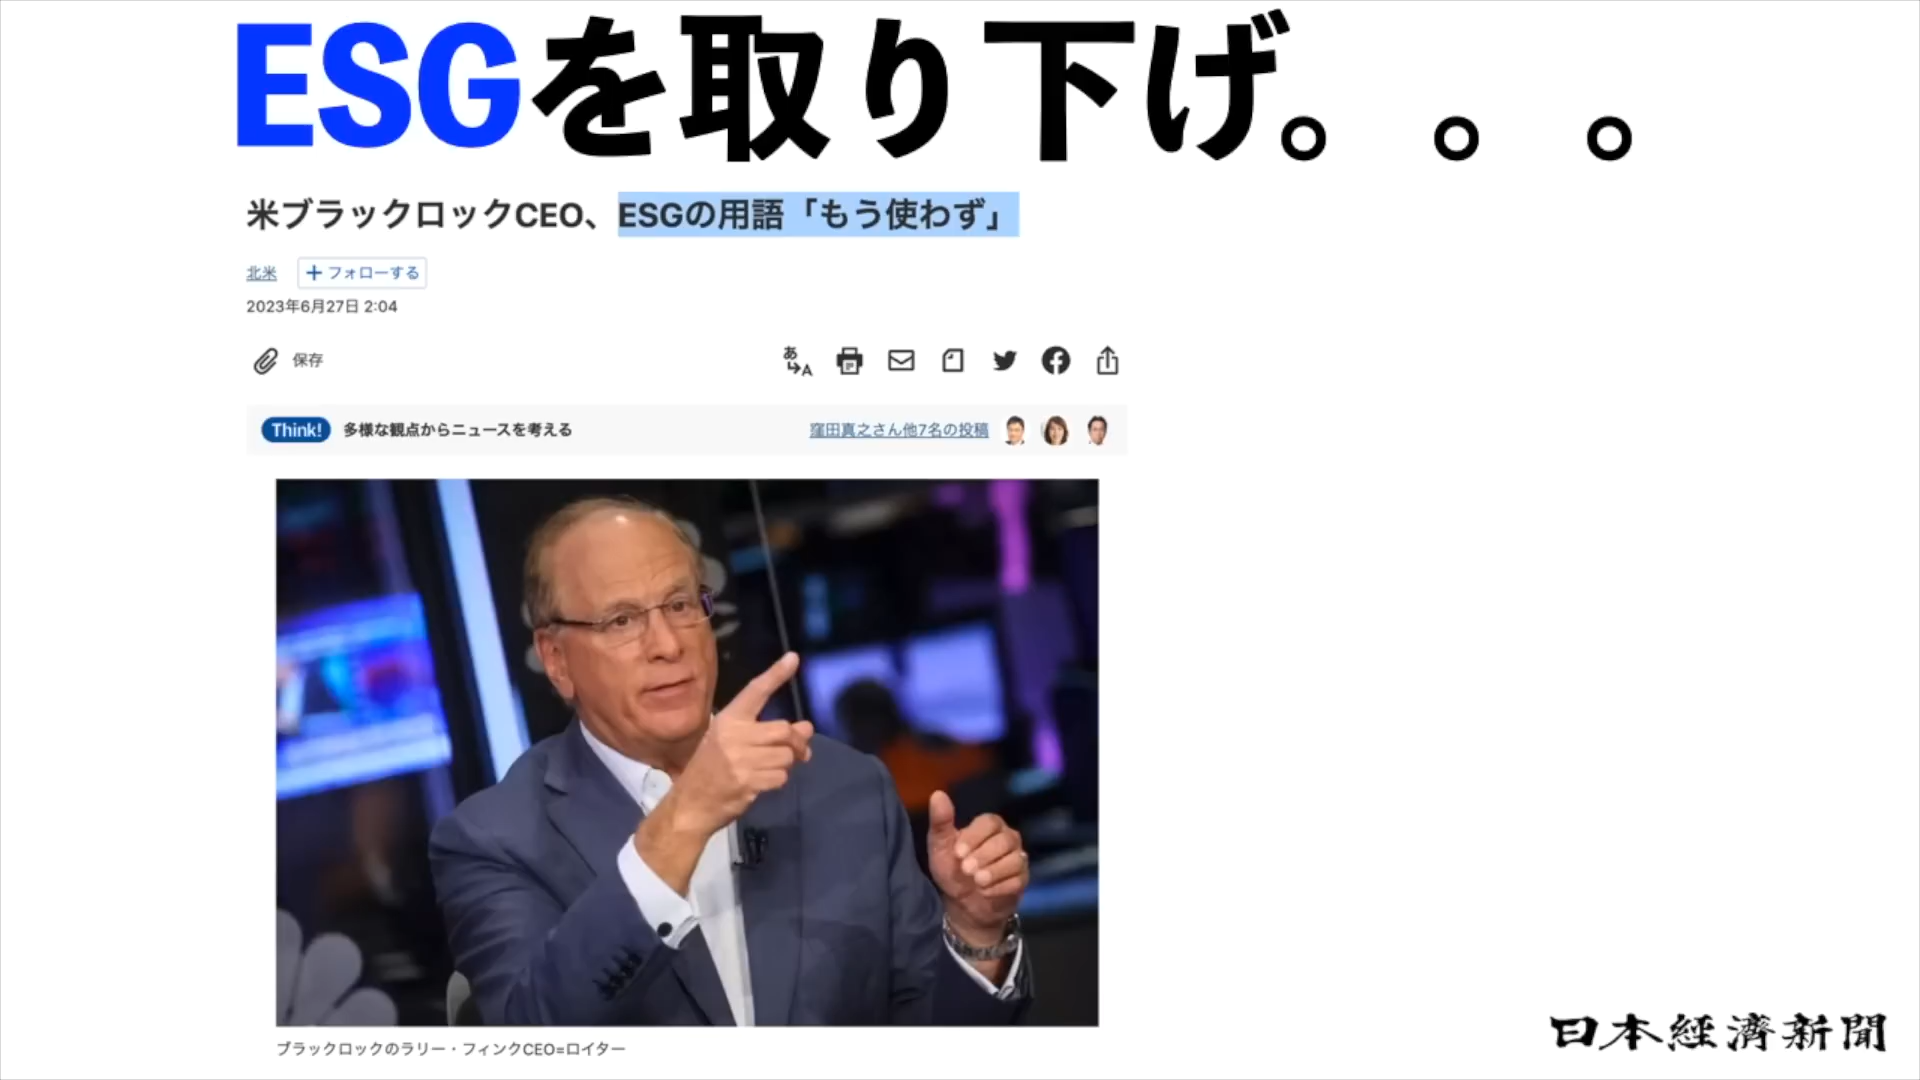 ESGを取り下げ。。。
米ブラックロックCEO、ESGの用語「もう使わず」
北米 +フォローする
2023年6月27日 2:04
保存 あ A
Think! 多様な観点からニュースを考える 窪田真之さん他7名の投稿
ブラックロックのラリー・フィンクCEO=ロイター
日本経済新聞